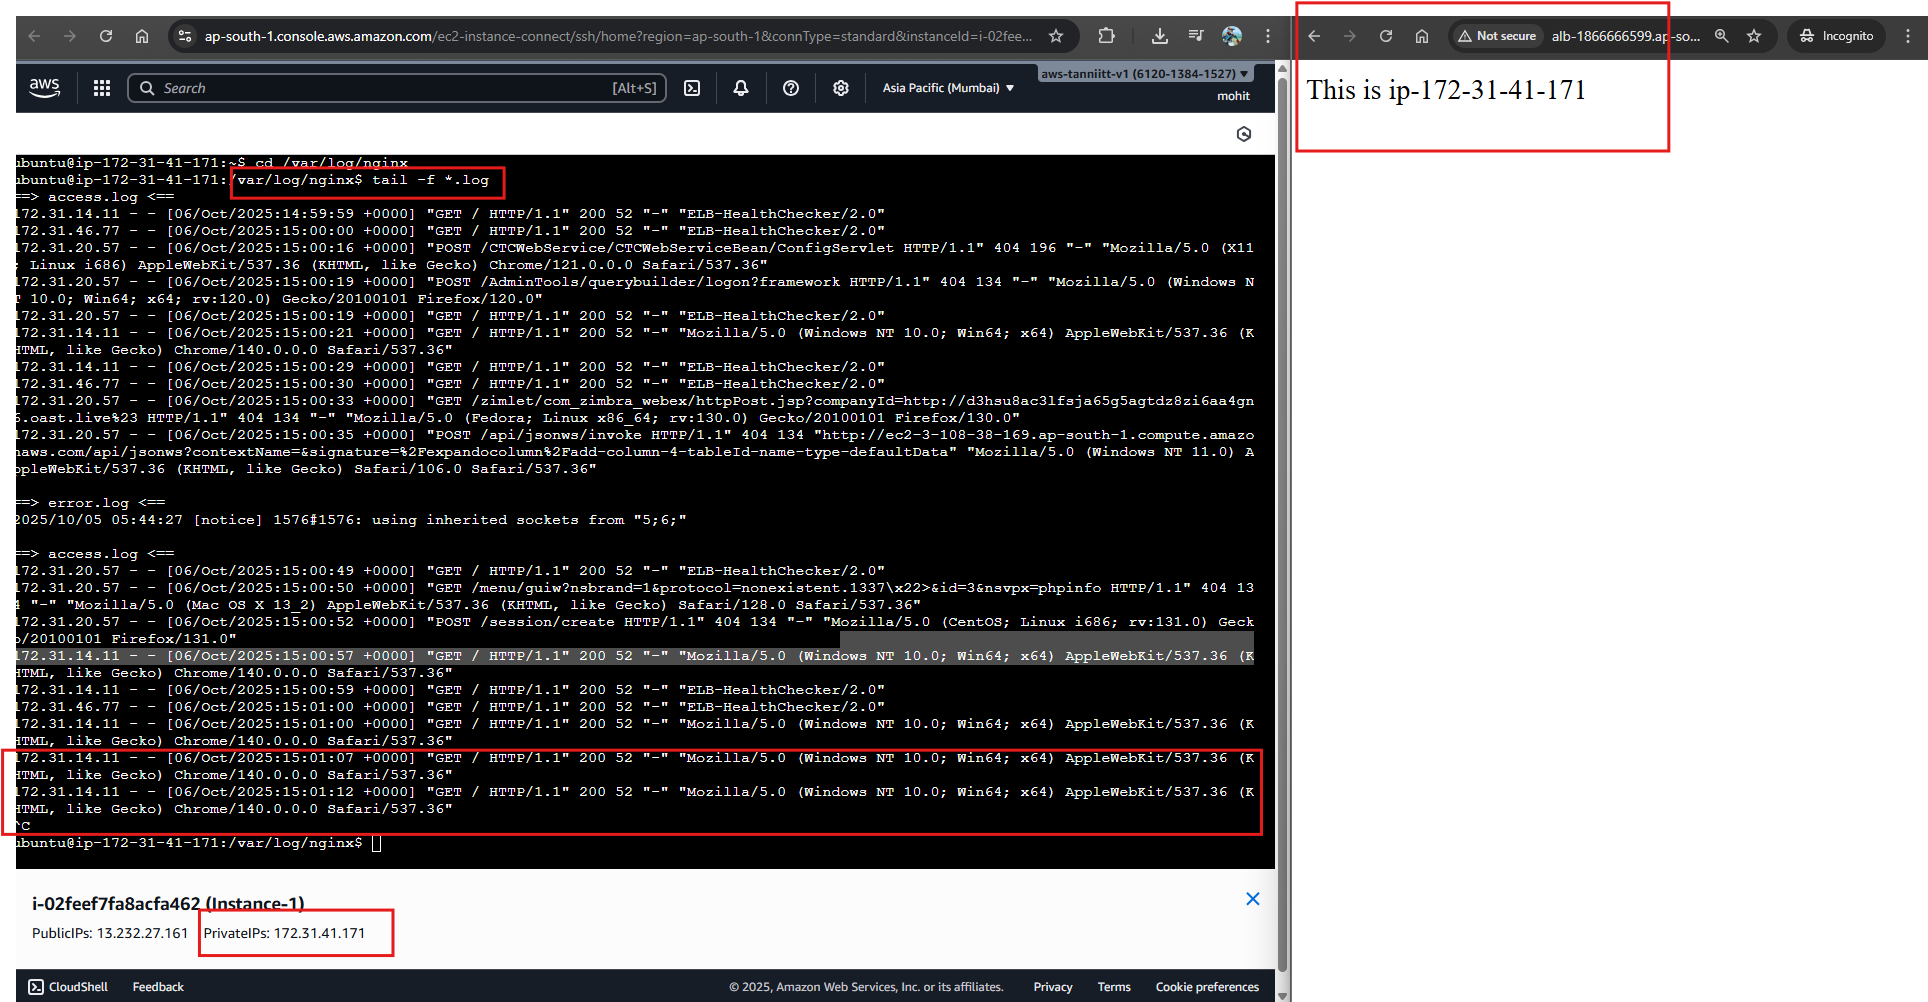 ap-south-1.console.aws.amazon.com/ec2-instance-connect/ssh/home?region=ap-south-1&connType=standard&instanceId=i-02fee...
aws
Search
[Alt+S]
Asia Pacific (Mumbai) ▼
aws-tanniitt-v1 (6120-1384-1527) ▼
mohit
ubuntu@ip-172-31-41-171:~$ cd /var/log/nginx
ubuntu@ip-172-31-41-171:/var/log/nginx$ tail -f *.log
==> access.log <==
172.31.14.11 - - [06/Oct/2025:14:59:59 +0000] "GET / HTTP/1.1" 200 52 "-" "ELB-HealthChecker/2.0"
172.31.46.77 - - [06/Oct/2025:15:00:00 +0000] "GET / HTTP/1.1" 200 52 "-" "ELB-HealthChecker/2.0"
172.31.20.57 - - [06/Oct/2025:15:00:16 +0000] "POST /CTCWebService/CTCWebServiceBean/ConfigServlet HTTP/1.1" 404 196 "-" "Mozilla/5.0 (X11
; Linux i686) AppleWebKit/537.36 (KHTML, like Gecko) Chrome/121.0.0.0 Safari/537.36"
172.31.20.57 - - [06/Oct/2025:15:00:19 +0000] "POST /AdminTools/querybuilder/logon?framework HTTP/1.1" 404 134 "-" "Mozilla/5.0 (Windows N
T 10.0; Win64; x64; rv:120.0) Gecko/20100101 Firefox/120.0"
172.31.20.57 - - [06/Oct/2025:15:00:19 +0000] "GET / HTTP/1.1" 200 52 "-" "ELB-HealthChecker/2.0"
172.31.14.11 - - [06/Oct/2025:15:00:21 +0000] "GET / HTTP/1.1" 200 52 "-" "Mozilla/5.0 (Windows NT 10.0; Win64; x64) AppleWebKit/537.36 (K
HTML, like Gecko) Chrome/140.0.0.0 Safari/537.36"
172.31.14.11 - - [06/Oct/2025:15:00:29 +0000] "GET / HTTP/1.1" 200 52 "-" "ELB-HealthChecker/2.0"
172.31.46.77 - - [06/Oct/2025:15:00:30 +0000] "GET / HTTP/1.1" 200 52 "-" "ELB-HealthChecker/2.0"
172.31.20.57 - - [06/Oct/2025:15:00:33 +0000] "GET /zimlet/com_zimbra_webex/httpPost.jsp?companyId=http://d3hsu8ac3lfsja65g5agtdz8zi6aa4gn
6.oast.live%23 HTTP/1.1" 404 134 "-" "Mozilla/5.0 (Fedora; Linux x86_64; rv:130.0) Gecko/20100101 Firefox/130.0"
172.31.20.57 - - [06/Oct/2025:15:00:35 +0000] "POST /api/jsonws/invoke HTTP/1.1" 404 134 "http://ec2-3-108-38-169.ap-south-1.compute.amazo
naws.com/api/jsonws?contextName=&signature=%2Fexpandocolumn%2Fadd-column-4-tableId-name-type-defaultData" "Mozilla/5.0 (Windows NT 11.0) A
ppleWebKit/537.36 (KHTML, like Gecko) Safari/106.0 Safari/537.36"
==> error.log <==
2025/10/05 05:44:27 [notice] 1576#1576: using inherited sockets from "5;6;"
==> access.log <==
172.31.20.57 - - [06/Oct/2025:15:00:49 +0000] "GET / HTTP/1.1" 200 52 "-" "ELB-HealthChecker/2.0"
172.31.20.57 - - [06/Oct/2025:15:00:50 +0000] "GET /menu/guiw?nsbrand=1&protocol=nonexistent.1337\x22>&id=3&nsvpx=phpinfo HTTP/1.1" 404 13
4 "-" "Mozilla/5.0 (Mac OS X 13_2) AppleWebKit/537.36 (KHTML, like Gecko) Safari/128.0 Safari/537.36"
172.31.20.57 - - [06/Oct/2025:15:00:52 +0000] "POST /session/create HTTP/1.1" 404 134 "-" "Mozilla/5.0 (CentOS; Linux i686; rv:131.0) Geck
o/20100101 Firefox/131.0"
172.31.14.11 - - [06/Oct/2025:15:00:57 +0000] "GET / HTTP/1.1" 200 52 "-" "Mozilla/5.0 (Windows NT 10.0; Win64; x64) AppleWebKit/537.36 (K
HTML, like Gecko) Chrome/140.0.0.0 Safari/537.36"
172.31.14.11 - - [06/Oct/2025:15:00:59 +0000] "GET / HTTP/1.1" 200 52 "-" "ELB-HealthChecker/2.0"
172.31.46.77 - - [06/Oct/2025:15:01:00 +0000] "GET / HTTP/1.1" 200 52 "-" "ELB-HealthChecker/2.0"
172.31.14.11 - - [06/Oct/2025:15:01:00 +0000] "GET / HTTP/1.1" 200 52 "-" "Mozilla/5.0 (Windows NT 10.0; Win64; x64) AppleWebKit/537.36 (K
HTML, like Gecko) Chrome/140.0.0.0 Safari/537.36"
172.31.14.11 - - [06/Oct/2025:15:01:07 +0000] "GET / HTTP/1.1" 200 52 "-" "Mozilla/5.0 (Windows NT 10.0; Win64; x64) AppleWebKit/537.36 (K
HTML, like Gecko) Chrome/140.0.0.0 Safari/537.36"
172.31.14.11 - - [06/Oct/2025:15:01:12 +0000] "GET / HTTP/1.1" 200 52 "-" "Mozilla/5.0 (Windows NT 10.0; Win64; x64) AppleWebKit/537.36 (K
HTML, like Gecko) Chrome/140.0.0.0 Safari/537.36"
^C
ubuntu@ip-172-31-41-171:/var/log/nginx$
i-02feef7fa8acfa462 (Instance-1)
PublicIPs: 13.232.27.161 PrivateIPs: 172.31.41.171
CloudShell
Feedback
© 2025, Amazon Web Services, Inc. or its affiliates.
Privacy
Terms
Cookie preferences
Not secure
alb-1866666599.ap-so...
Incognito
This is ip-172-31-41-171